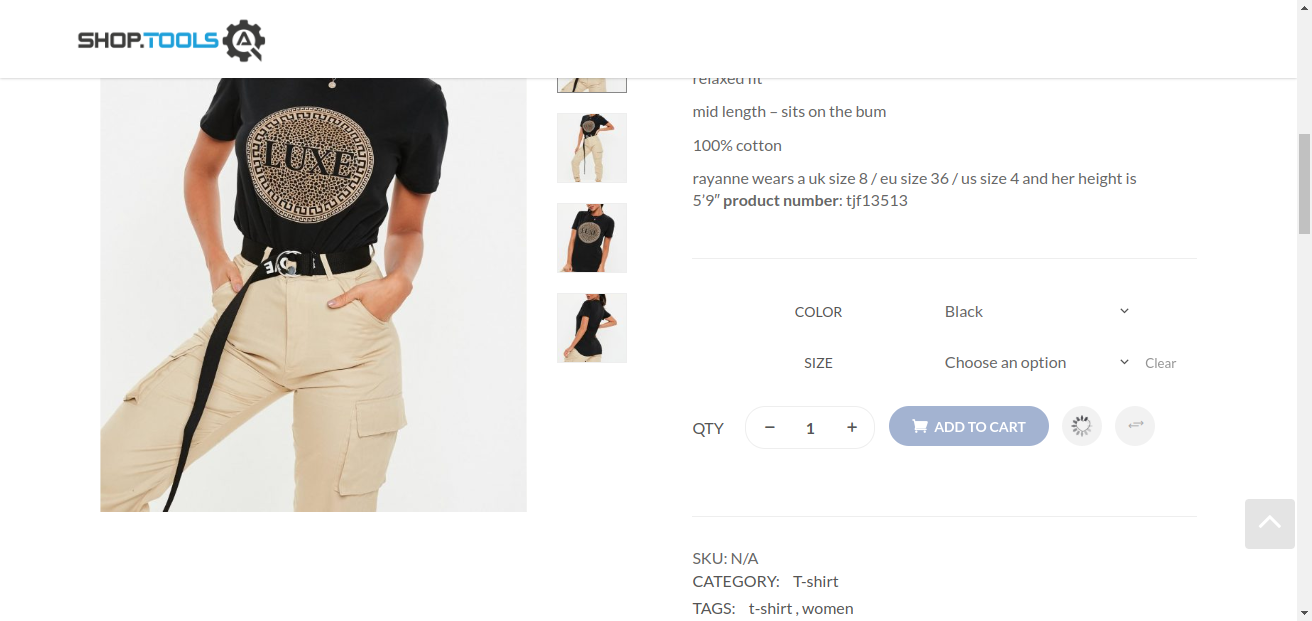 SHOP.TOOLS
relaxed fit
mid length – sits on the bum
100% cotton
rayanne wears a uk size 8 / eu size 36 / us size 4 and her height is
5’9″ product number: tjf13513
LUXE
COLOR Black
SIZE Choose an option Clear
QTY − 1 + ADD TO CART
SKU: N/A
CATEGORY: T-shirt
TAGS: t-shirt , women